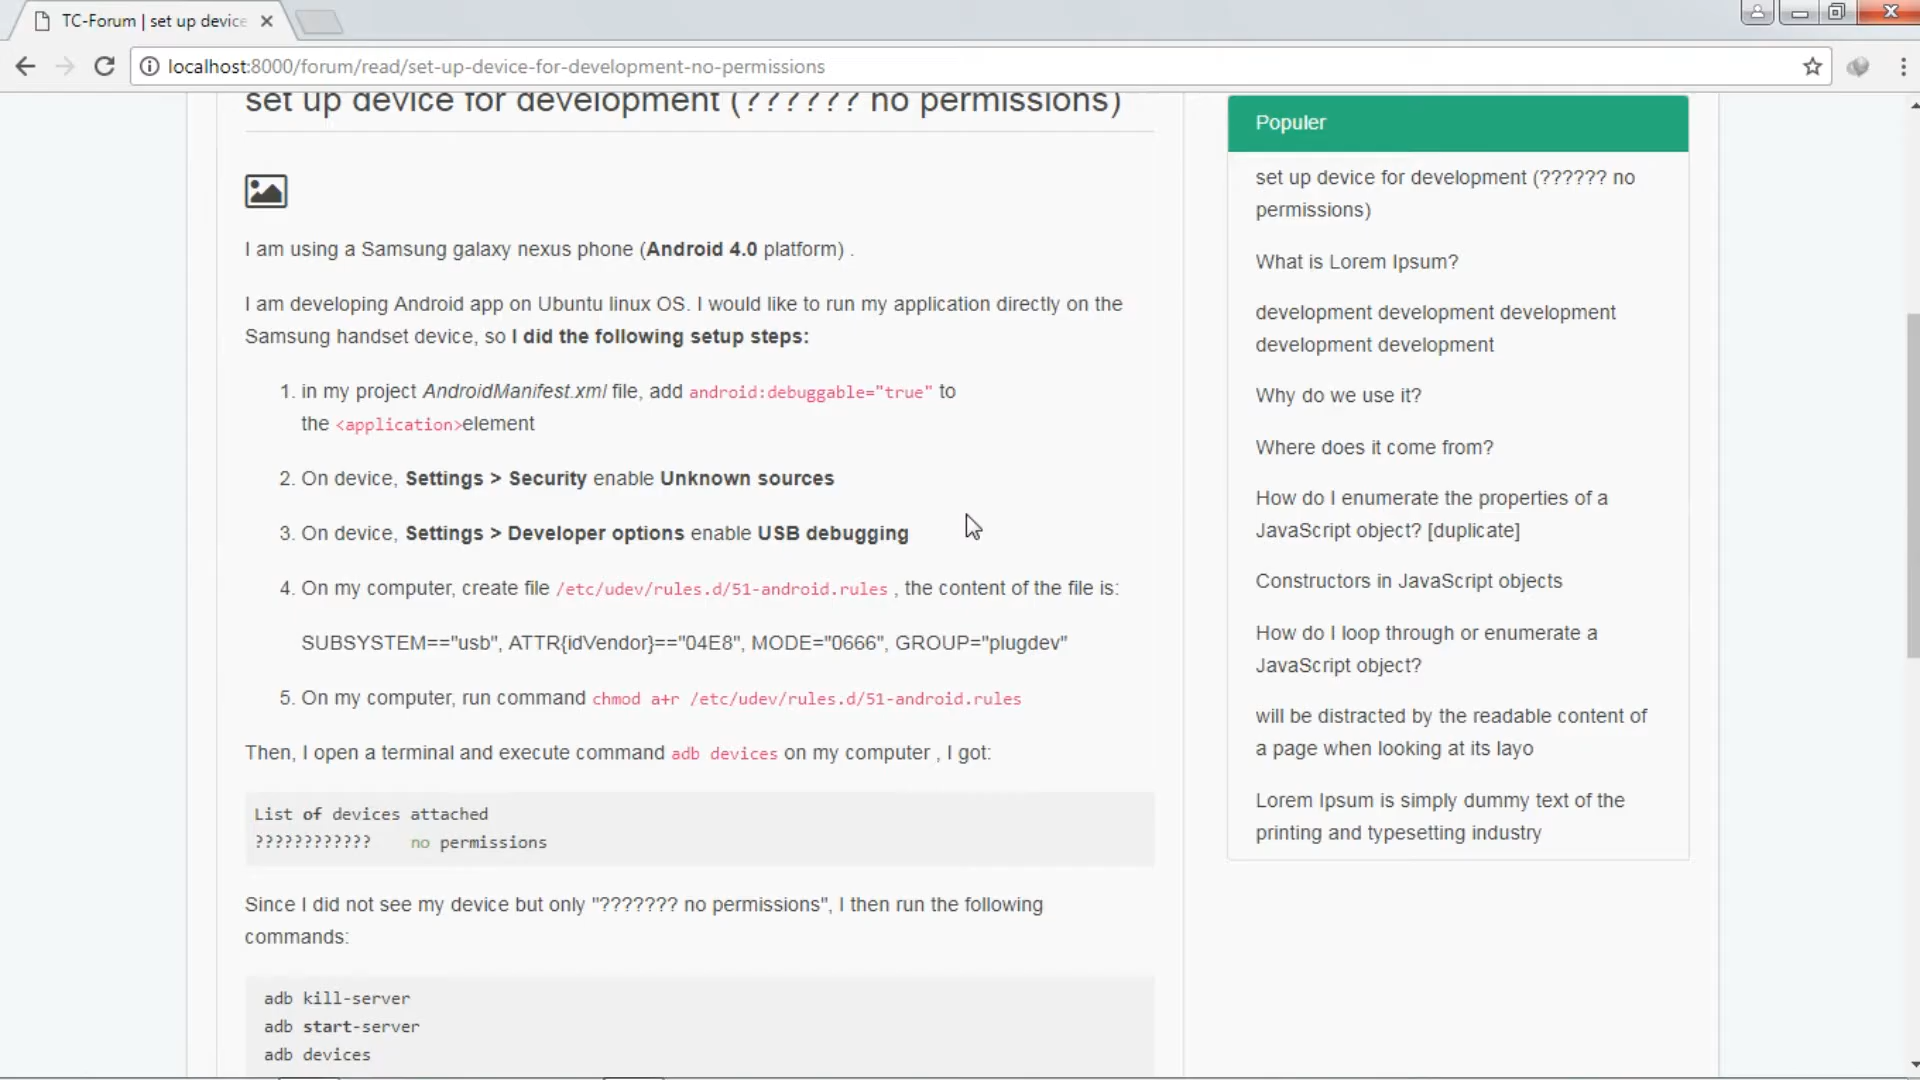 TC-Forum | set up device
localhost:8000/forum/read/set-up-device-for-development-no-permissions
set up device for development (?????? no permissions)
I am using a Samsung galaxy nexus phone (Android 4.0 platform) .
I am developing Android app on Ubuntu linux OS. I would like to run my application directly on the
Samsung handset device, so I did the following setup steps:
1. in my project AndroidManifest.xml file, add android:debuggable="true" to
the <application>element
2. On device, Settings > Security enable Unknown sources
3. On device, Settings > Developer options enable USB debugging
4. On my computer, create file /etc/udev/rules.d/51-android.rules , the content of the file is:
SUBSYSTEM=="usb", ATTR{idVendor}=="04E8", MODE="0666", GROUP="plugdev"
5. On my computer, run command chmod a+r /etc/udev/rules.d/51-android.rules
Then, I open a terminal and execute command adb devices on my computer , I got:
List of devices attached
???????????? no permissions
Since I did not see my device but only "??????? no permissions", I then run the following
commands:
adb kill-server
adb start-server
adb devices
Populer
set up device for development (?????? no
permissions)
What is Lorem Ipsum?
development development development
development development
Why do we use it?
Where does it come from?
How do I enumerate the properties of a
JavaScript object? [duplicate]
Constructors in JavaScript objects
How do I loop through or enumerate a
JavaScript object?
will be distracted by the readable content of
a page when looking at its layo
Lorem Ipsum is simply dummy text of the
printing and typesetting industry